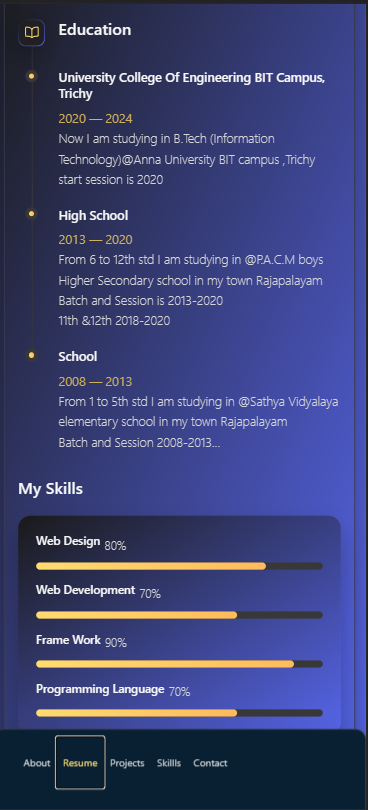 Education
University College Of Engineering BIT Campus,
Trichy
2020 — 2024
Now I am studying in B.Tech (Information
Technology)@Anna University BIT campus ,Trichy
start session is 2020
High School
2013 — 2020
From 6 to 12th std I am studying in @P.A.C.M boys
Higher Secondary school in my town Rajapalayam
Batch and Session is 2013-2020
11th &12th 2018-2020
School
2008 — 2013
From 1 to 5th std I am studying in @Sathya Vidyalaya
elementary school in my town Rajapalayam
Batch and Session 2008-2013...
My Skills
Web Design 80%
Web Development 70%
Frame Work 90%
Programming Language 70%
About Resume Projects Skillls Contact